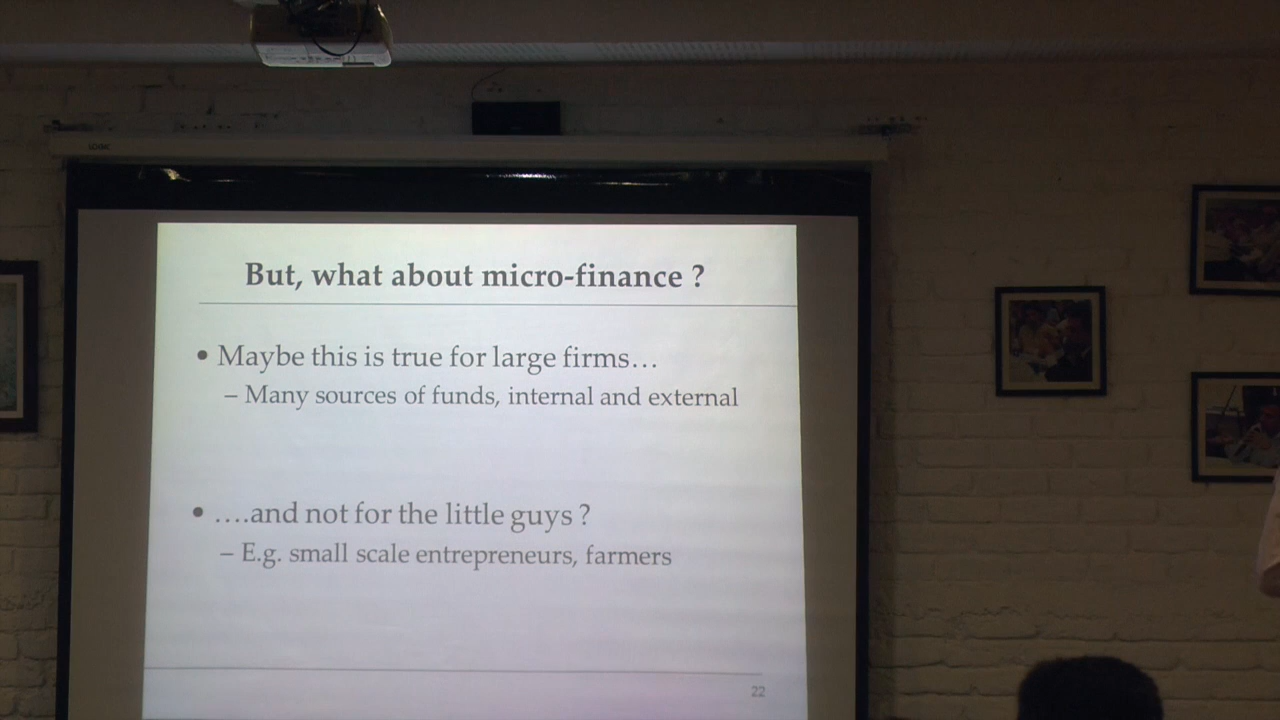 LOGIC
But, what about micro-finance ?
• Maybe this is true for large firms…
– Many sources of funds, internal and external
• ….and not for the little guys ?
– E.g. small scale entrepreneurs, farmers
22